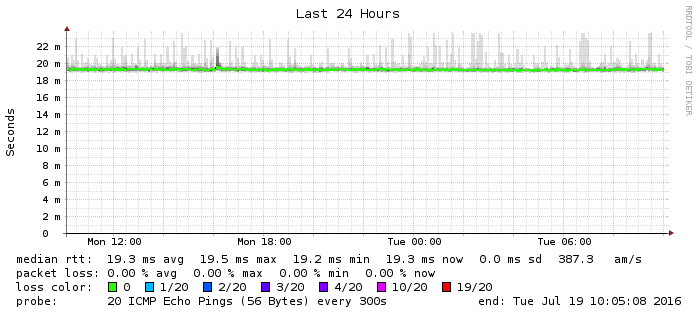 Last 24 Hours
RRDTOOL / TOBI OETIKER
Seconds
22 m
20 m
18 m
16 m
14 m
12 m
10 m
8 m
6 m
4 m
2 m
0
Mon 12:00 Mon 18:00 Tue 00:00 Tue 06:00
median rtt: 19.3 ms avg 19.5 ms max 19.2 ms min 19.3 ms now 0.0 ms sd 387.3 am/s
packet loss: 0.00 % avg 0.00 % max 0.00 % min 0.00 % now
loss color: 0 1/20 2/20 3/20 4/20 10/20 19/20
probe: 20 ICMP Echo Pings (56 Bytes) every 300s end: Tue Jul 19 10:05:08 2016